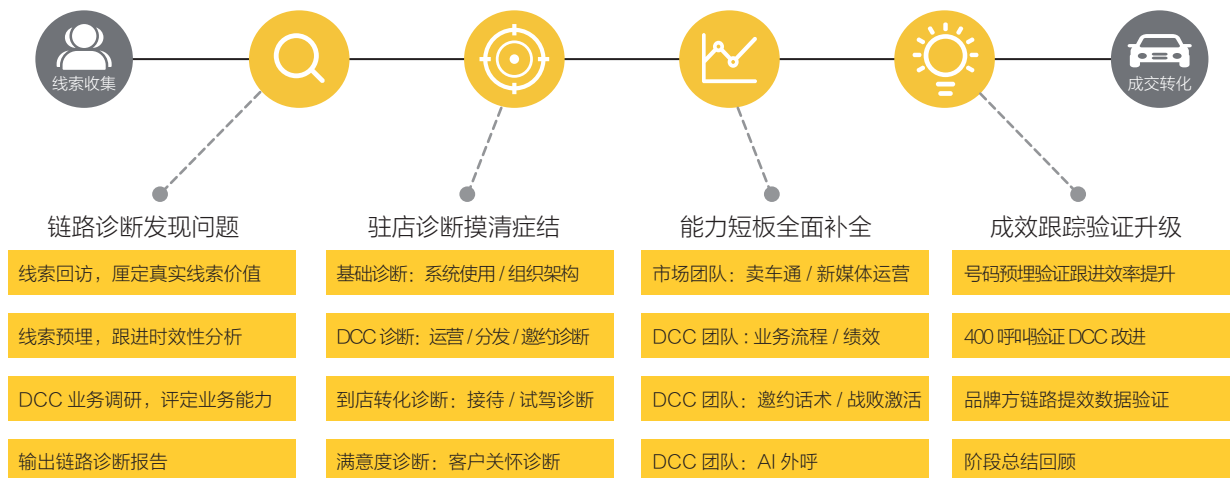 线索收集
成交转化
链路诊断发现问题
线索回访，厘定真实线索价值
线索预埋，跟进时效性分析
DCC 业务调研，评定业务能力
输出链路诊断报告
驻店诊断摸清症结
基础诊断：系统使用 / 组织架构
DCC 诊断：运营 / 分发 / 邀约诊断
到店转化诊断：接待 / 试驾诊断
满意度诊断：客户关怀诊断
能力短板全面补全
市场团队：卖车通 / 新媒体运营
DCC 团队 : 业务流程 / 绩效
DCC 团队：邀约话术 / 战败激活
DCC 团队：AI 外呼
成效跟踪验证升级
号码预埋验证跟进效率提升
400 呼叫验证 DCC 改进
品牌方链路提效数据验证
阶段总结回顾